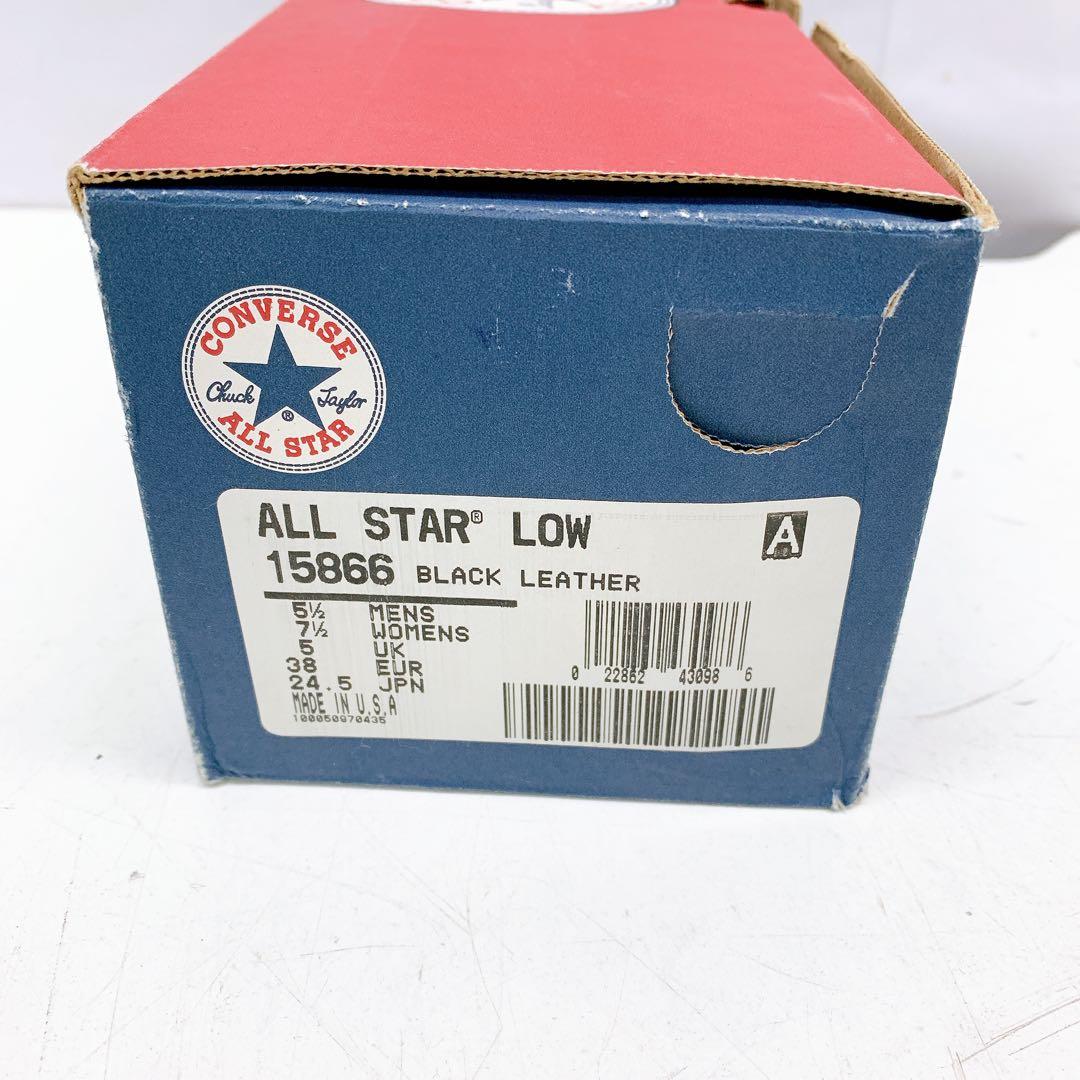 CONVERSE
Chuck Taylor
®
ALL STAR
ALL STAR® LOW A
15866 BLACK LEATHER
5½ MENS
7½ WOMENS
5 UK
38 EUR
24.5 JPN
MADE IN U.S.A
100050970435
0 22862 43098 6